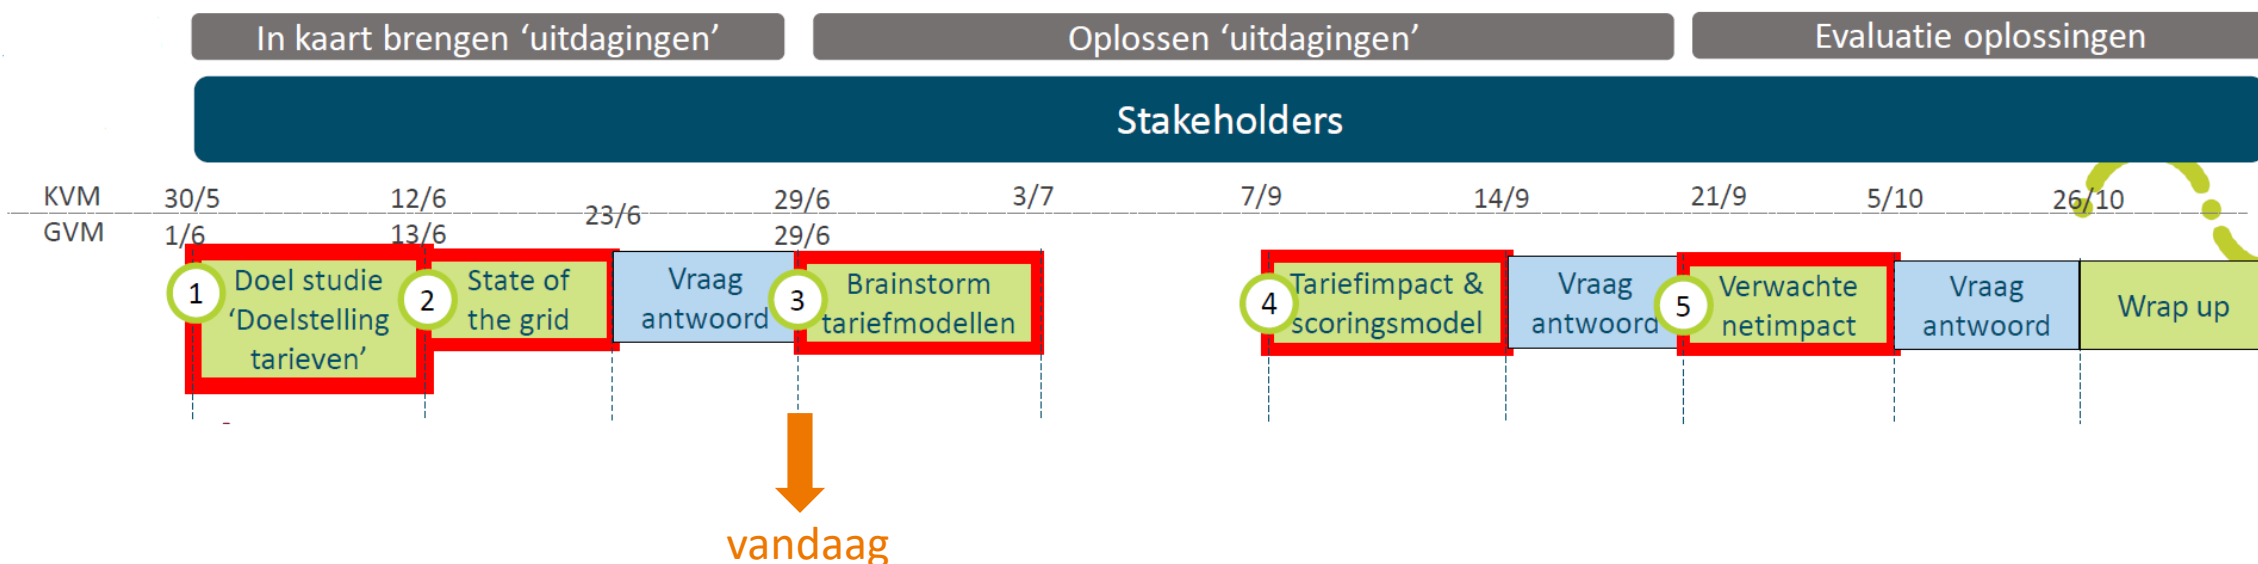 In kaart brengen ‘uitdagingen’
Oplossen ‘uitdagingen’
Evaluatie oplossingen
Stakeholders
KVM 30/5 12/6 29/6 3/7 7/9 14/9 21/9 5/10 26/10
23/6
GVM 1/6 13/6 29/6
1
Doel studie
‘Doelstelling
tarieven’
2
State of
the grid
Vraag
antwoord
3
Brainstorm
tariefmodellen
4
Tariefimpact &
scoringsmodel
Vraag
antwoord
5
Verwachte
netimpact
Vraag
antwoord
Wrap up
vandaag